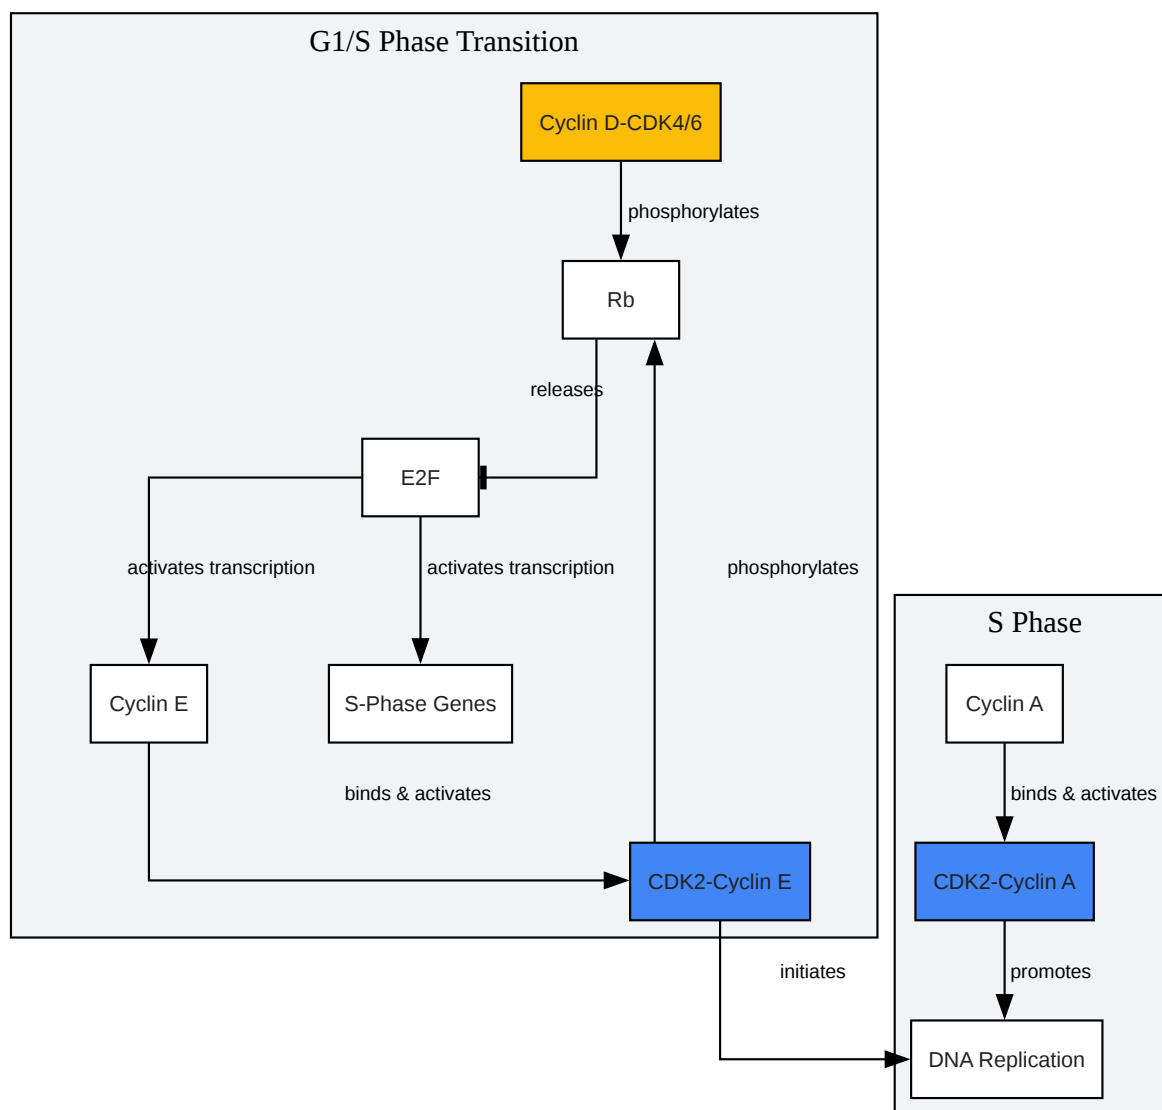 G1/S Phase Transition
Cyclin D-CDK4/6
phosphorylates
Rb
releases
E2F
activates transcription
activates transcription
phosphorylates
Cyclin E
S-Phase Genes
binds & activates
CDK2-Cyclin E
initiates
S Phase
Cyclin A
binds & activates
CDK2-Cyclin A
promotes
DNA Replication